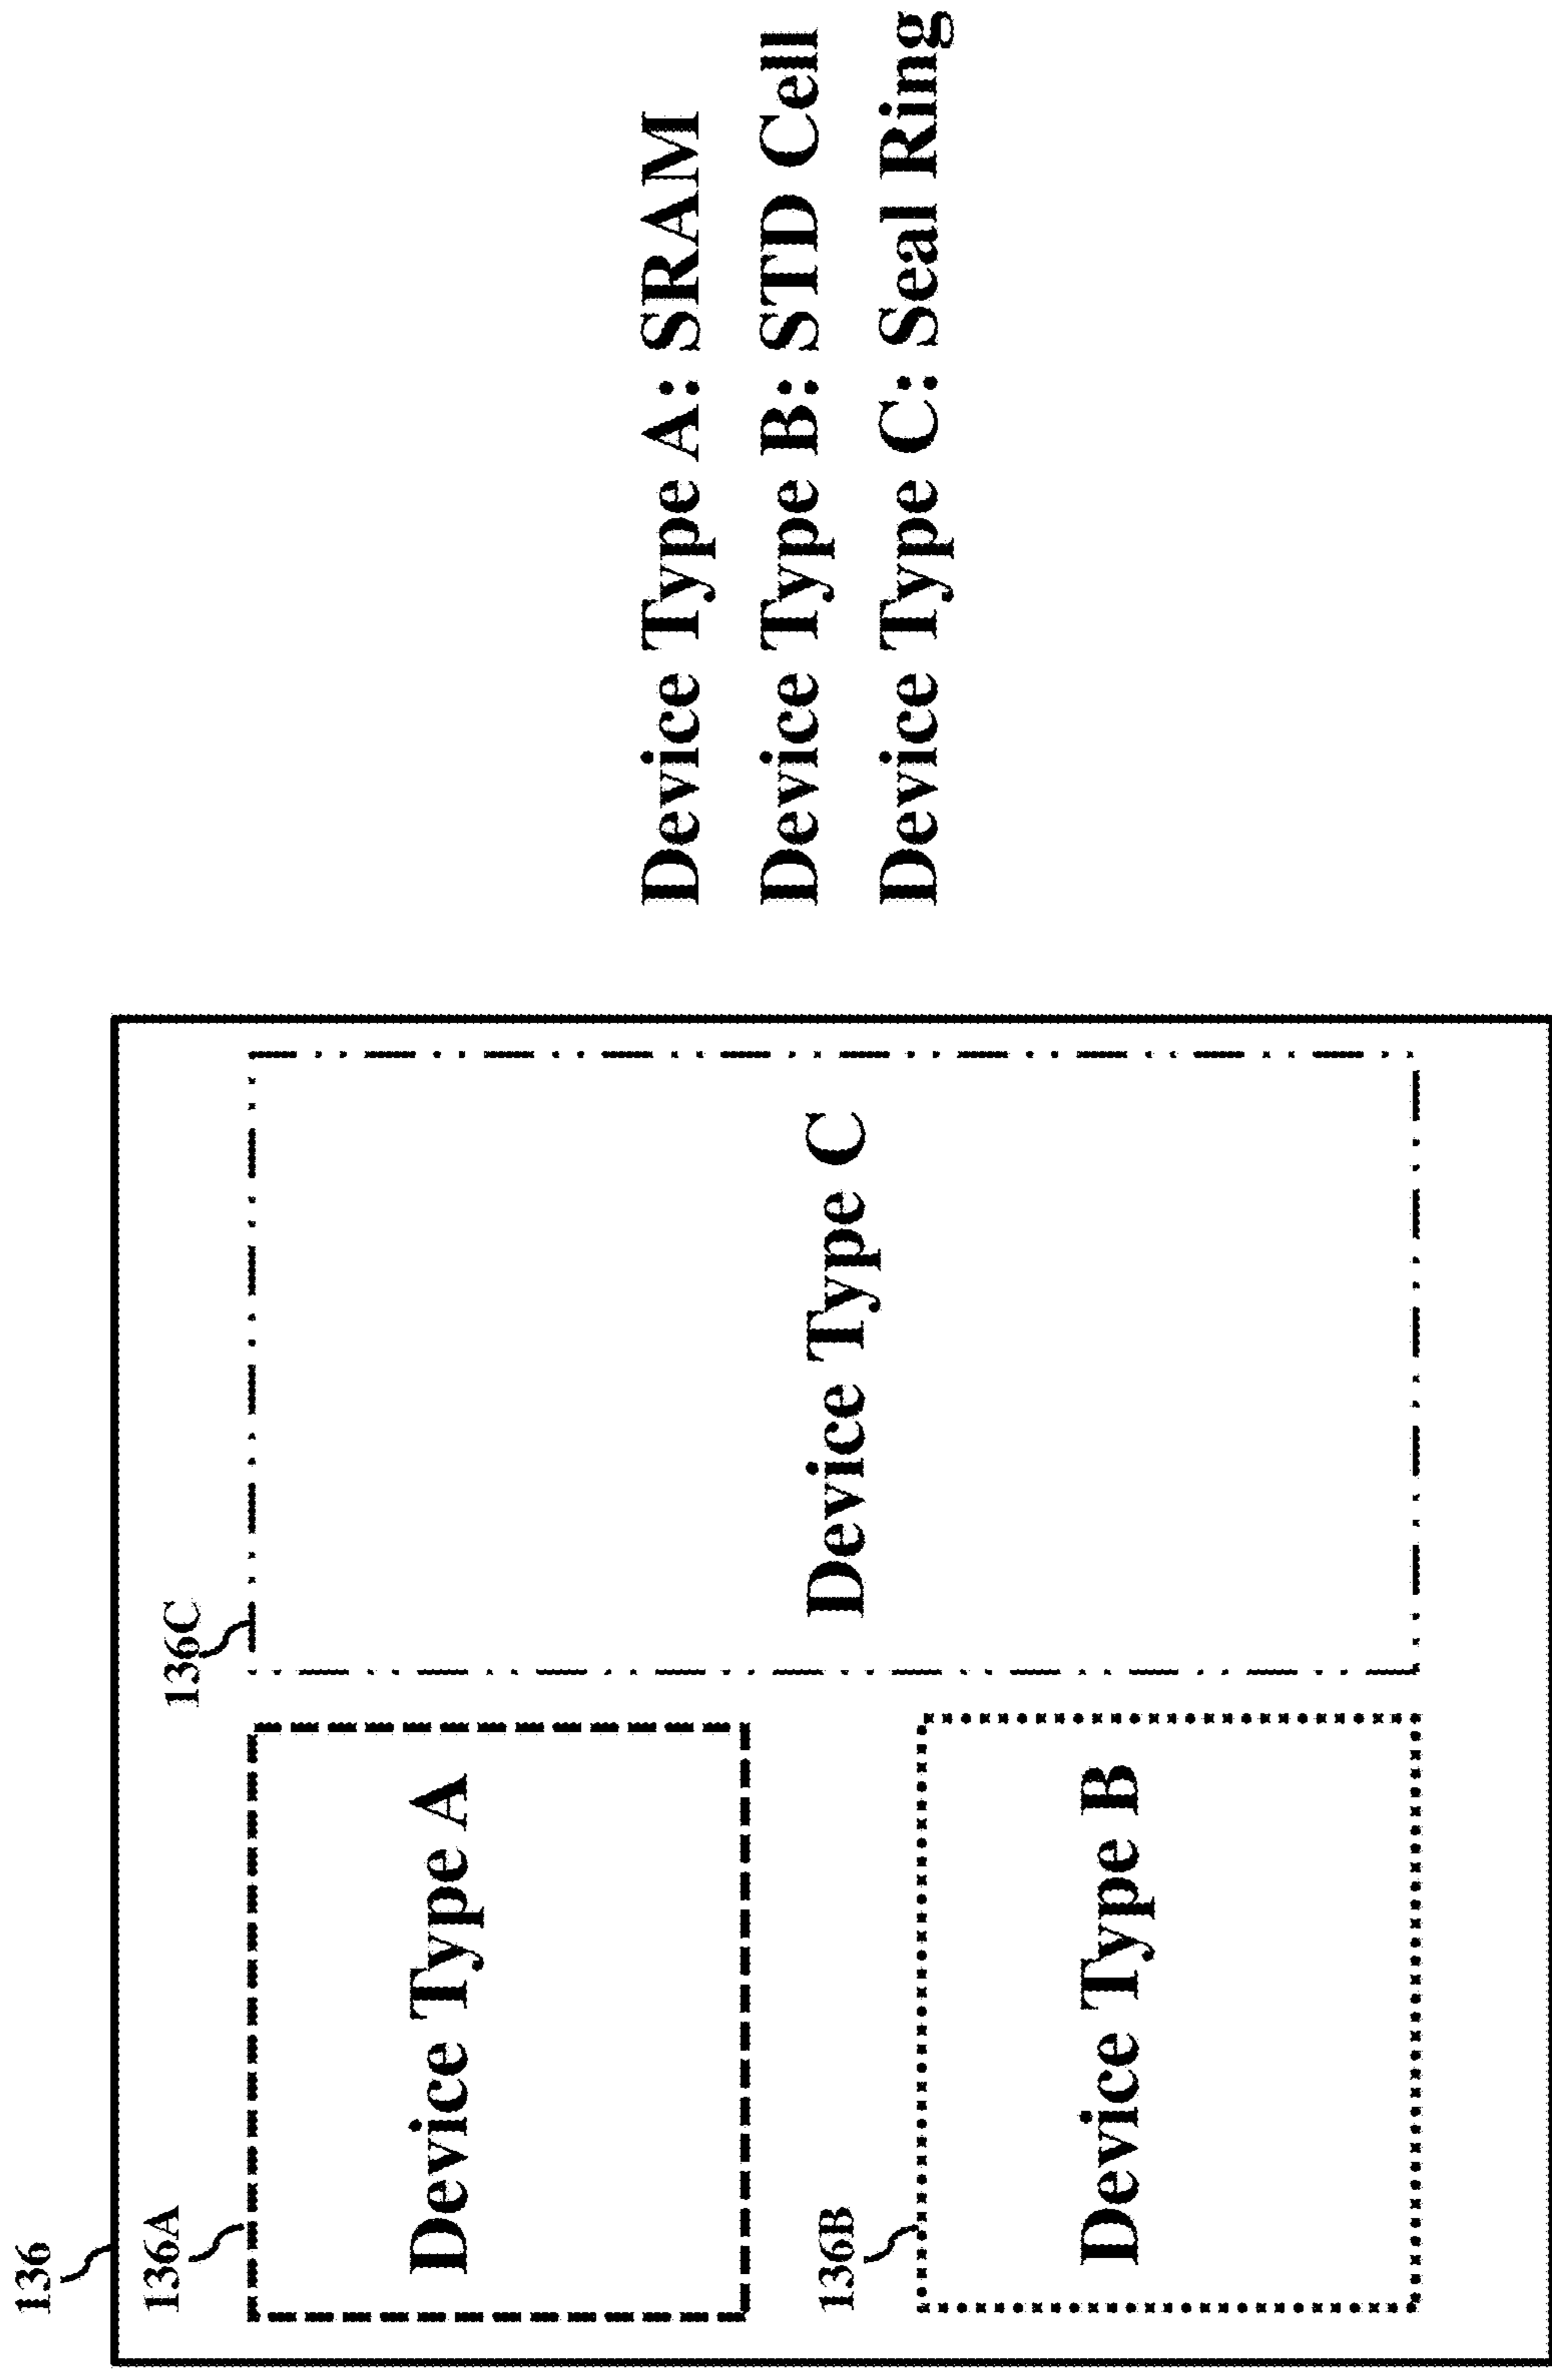 136
136A
Device Type A
136B
Device Type B
136C
Device Type C
Device Type A: SRAM
Device Type B: STD Cell
Device Type C: Seal Ring